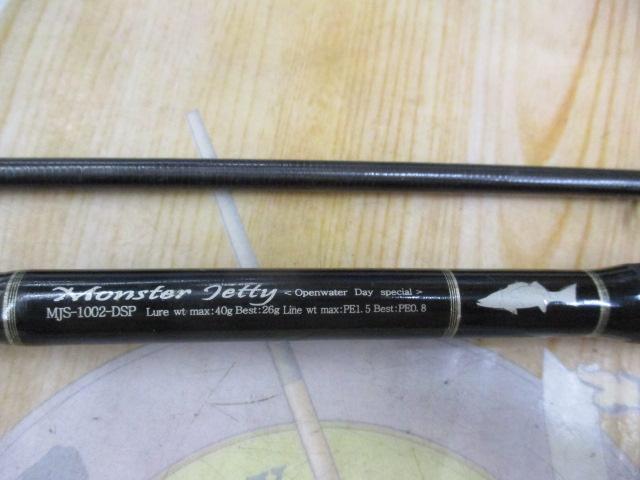 Monster Jetty < Openwater Day special >
MJS-1002-DSP Lure wt max:40g Best:26g Line wt max:PE1.5 Best:PE0.8